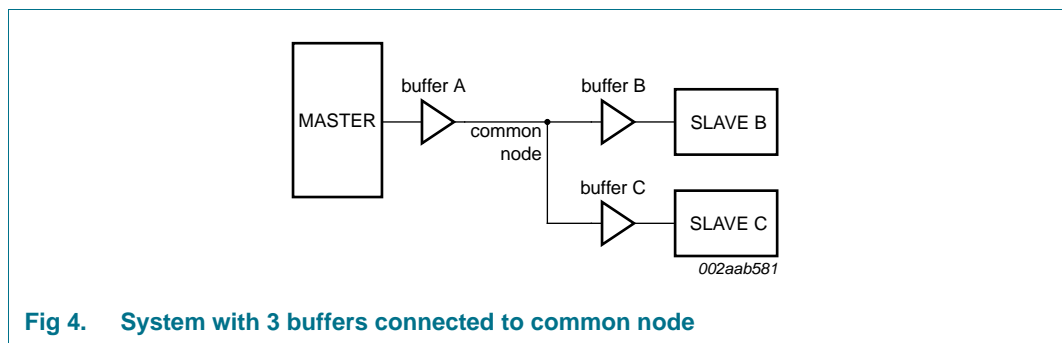 buffer A
buffer B
MASTER
common
node
SLAVE B
buffer C
SLAVE C
002aab581
Fig 4. System with 3 buffers connected to common node